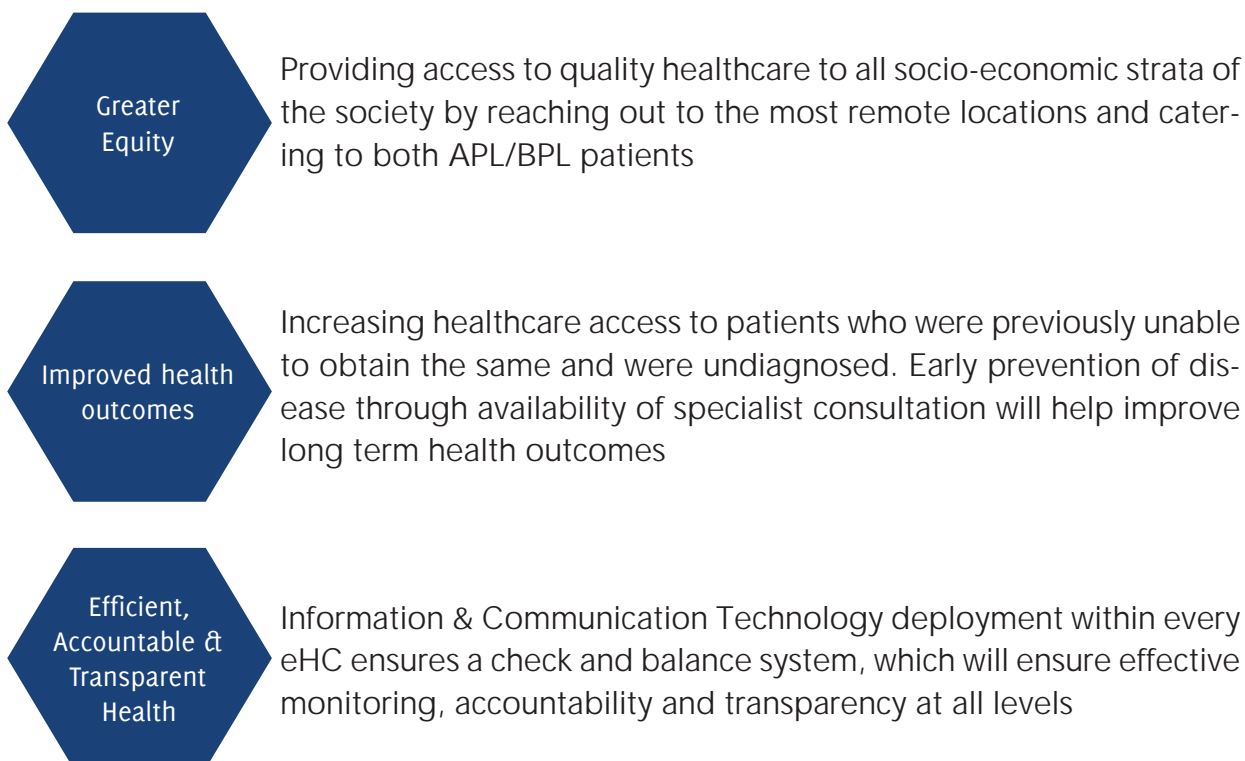 Greater
Equity
Providing access to quality healthcare to all socio-economic strata of
the society by reaching out to the most remote locations and cater-
ing to both APL/BPL patients
Improved health
outcomes
Increasing healthcare access to patients who were previously unable
to obtain the same and were undiagnosed. Early prevention of dis-
ease through availability of specialist consultation will help improve
long term health outcomes
Efficient,
Accountable &
Transparent
Health
Information & Communication Technology deployment within every
eHC ensures a check and balance system, which will ensure effective
monitoring, accountability and transparency at all levels